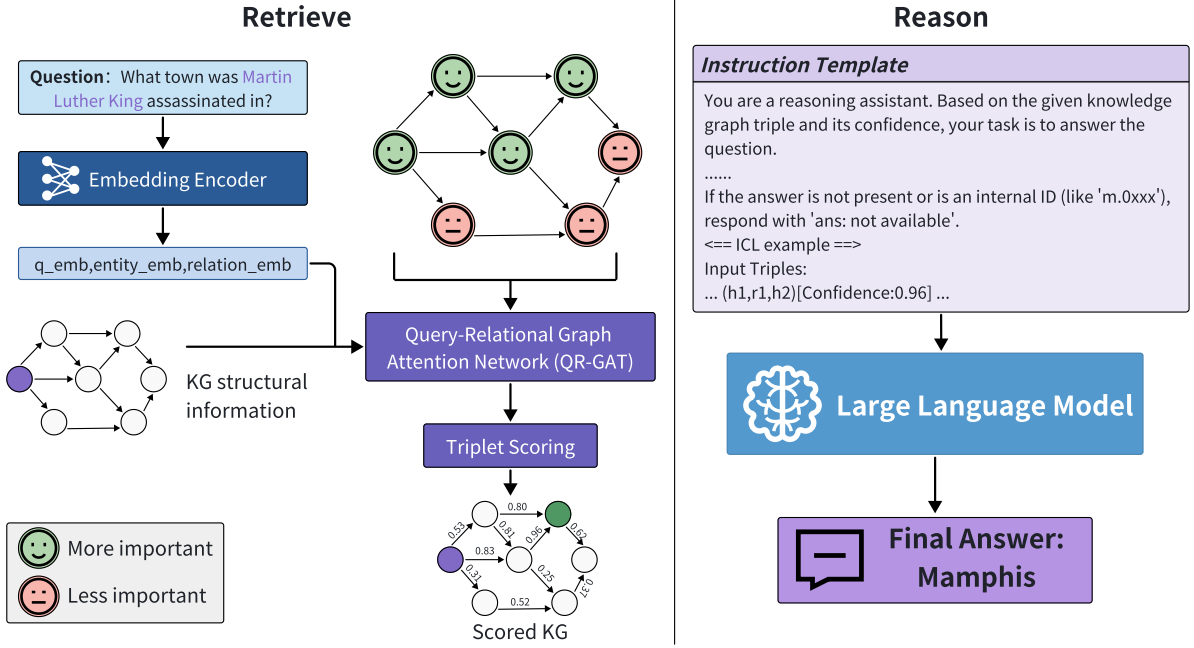 Retrieve
Question: What town was Martin
Luther King assassinated in?
Embedding Encoder
q_emb,entity_emb,relation_emb
KG structural
information
Query-Relational Graph
Attention Network (QR-GAT)
Triplet Scoring
0.80
0.53
0.81
0.96
0.62
0.83
0.31
0.25
0.37
0.52
Scored KG
More important
Less important
Reason
Instruction Template
You are a reasoning assistant. Based on the given knowledge
graph triple and its confidence, your task is to answer the
question.
......
If the answer is not present or is an internal ID (like 'm.0xxx'),
respond with 'ans: not available'.
<== ICL example ==>
Input Triples:
... (h1,r1,h2)[Confidence:0.96] ...
Large Language Model
Final Answer:
Mamphis